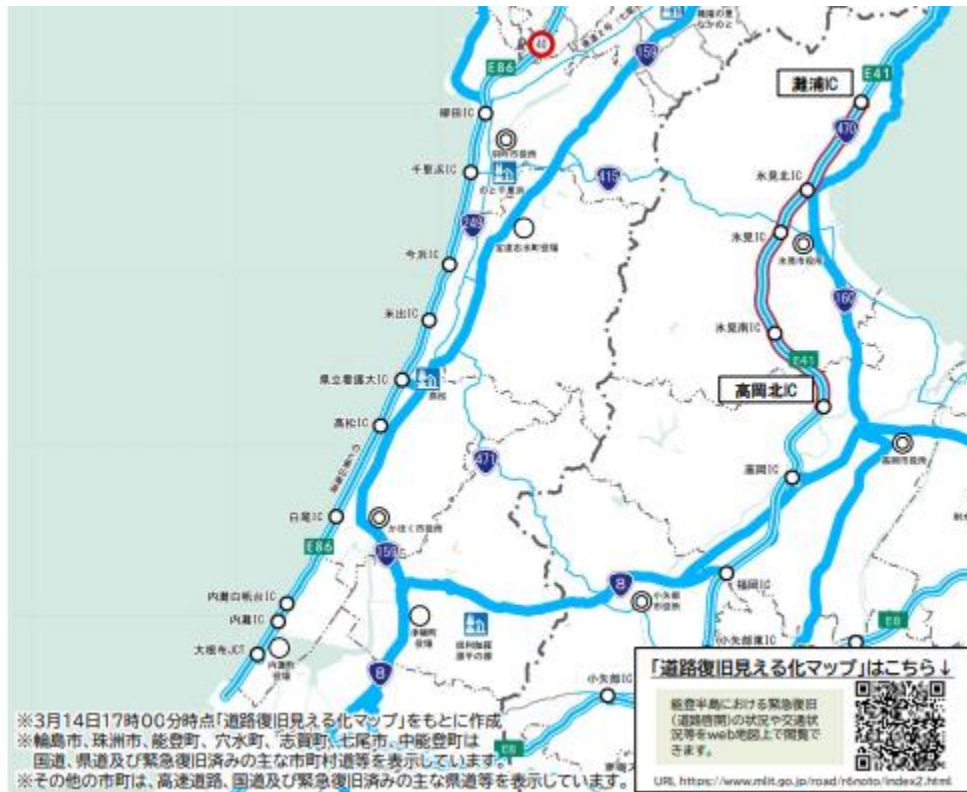 40
159
E86
E41
灘浦IC
470
柳田IC
羽咋市役所
千里浜IC
のと千里浜
415
氷見北IC
249
宝達志水町役場
氷見IC
氷見市役所
今浜IC
160
米出IC
氷見南IC
県立看護大IC
高松
E41
高岡北IC
高松IC
高岡市役所
471
高岡IC
白尾IC
かほく市役所
E86
159
福岡IC
8
小矢部
市役所
内灘白帆台IC
内灘IC
津幡町
役場
倶利伽羅
源平の郷
E8
小矢部東IC
大根布JCT
内灘町
役場
8
小矢部IC
E8
「道路復旧見える化マップ」はこちら↓
能登半島における緊急復旧
(道路啓開)の状況や交通状
況等をweb地図上で閲覧で
きます。
URL https://www.mlit.go.jp/road/r6noto/index2.html
※3月14日17時00分時点「道路復旧見える化マップ」をもとに作成
※輪島市、珠洲市、能登町、穴水町、志賀町、七尾市、中能登町は
国道、県道及び緊急復旧済みの主な市町村道等を表示しています。
※その他の市町は、高速道路、国道及び緊急復旧済みの主な県道等を表示しています。